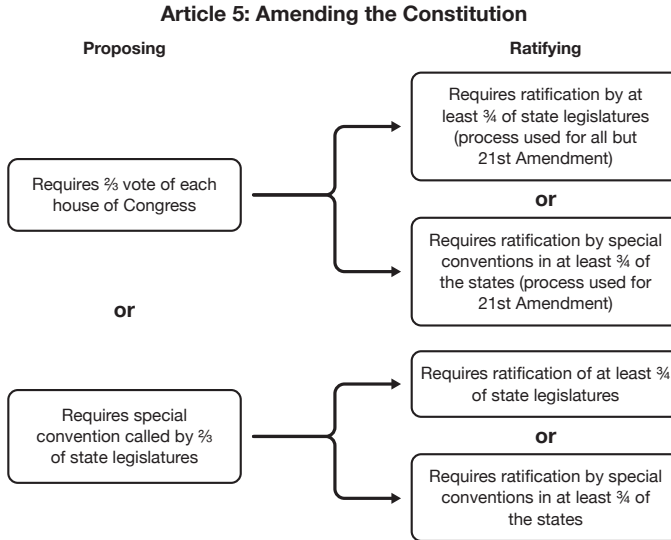 Article 5: Amending the Constitution
Proposing
Ratifying
Requires ⅔ vote of each
house of Congress
Requires ratification by at
least ¾ of state legislatures
(process used for all but
21st Amendment)
or
Requires ratification by special
conventions in at least ¾ of
the states (process used for
21st Amendment)
or
Requires special
convention called by ⅔
of state legislatures
Requires ratification of at least ¾
of state legislatures
or
Requires ratification by special
conventions in at least ¾ of
the states